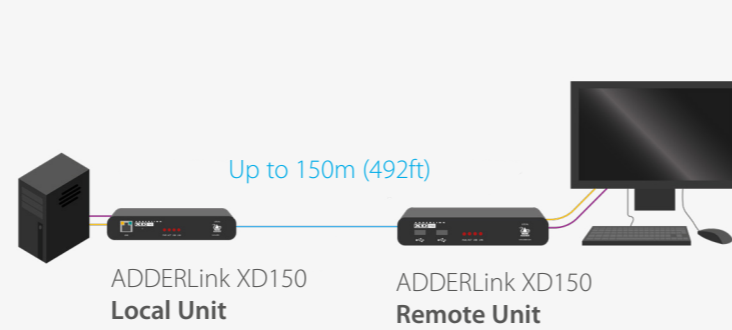 Up to 150m (492ft)
ADDERLink XD150
Local Unit
ADDERLink XD150
Remote Unit